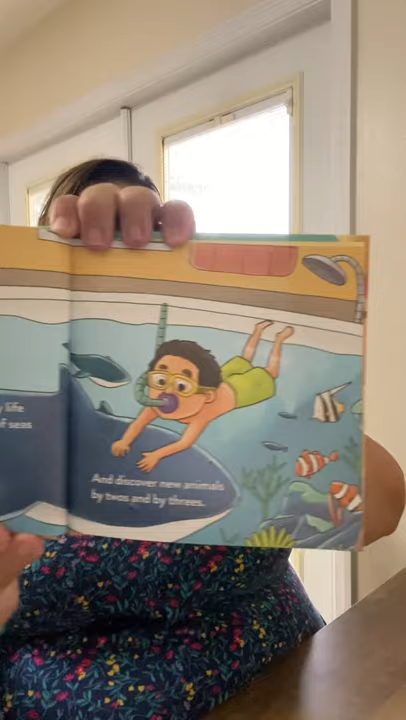 life
f seas
And discover new animals
by twos and by threes.